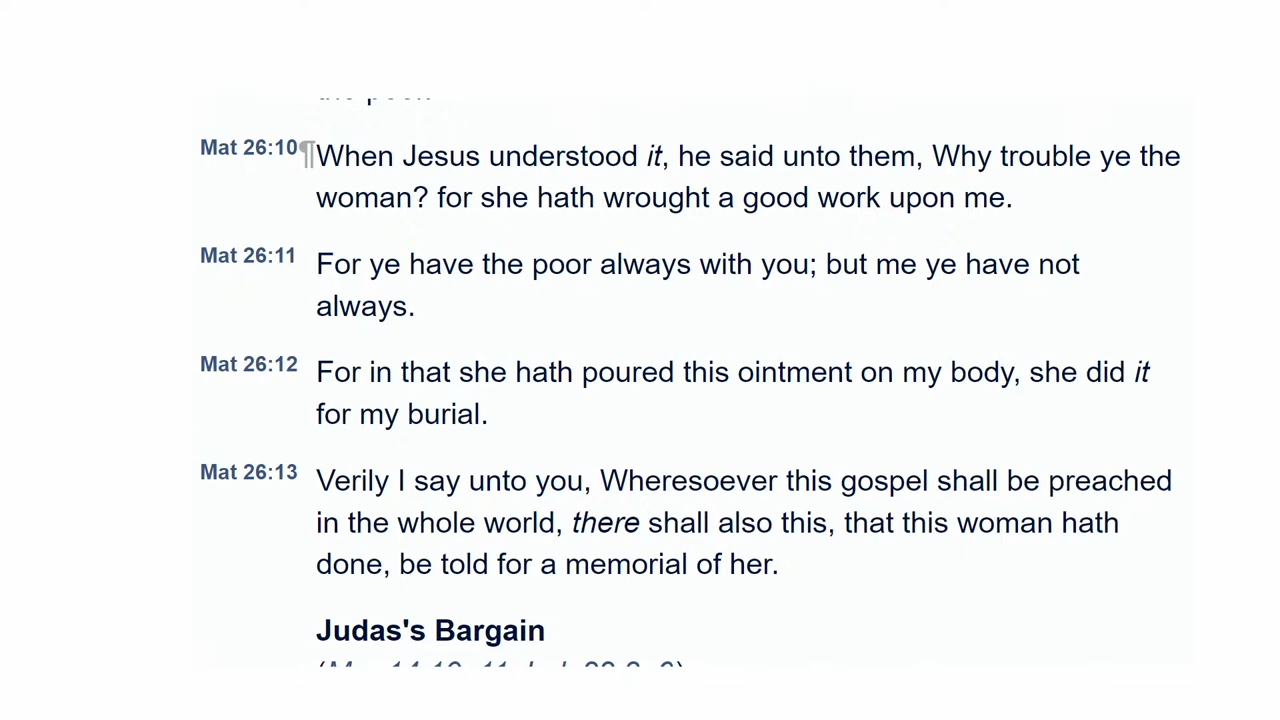 Mat 26:10 ¶When Jesus understood it, he said unto them, Why trouble ye the
woman? for she hath wrought a good work upon me.
Mat 26:11 For ye have the poor always with you; but me ye have not
always.
Mat 26:12 For in that she hath poured this ointment on my body, she did it
for my burial.
Mat 26:13 Verily I say unto you, Wheresoever this gospel shall be preached
in the whole world, there shall also this, that this woman hath
done, be told for a memorial of her.
Judas's Bargain